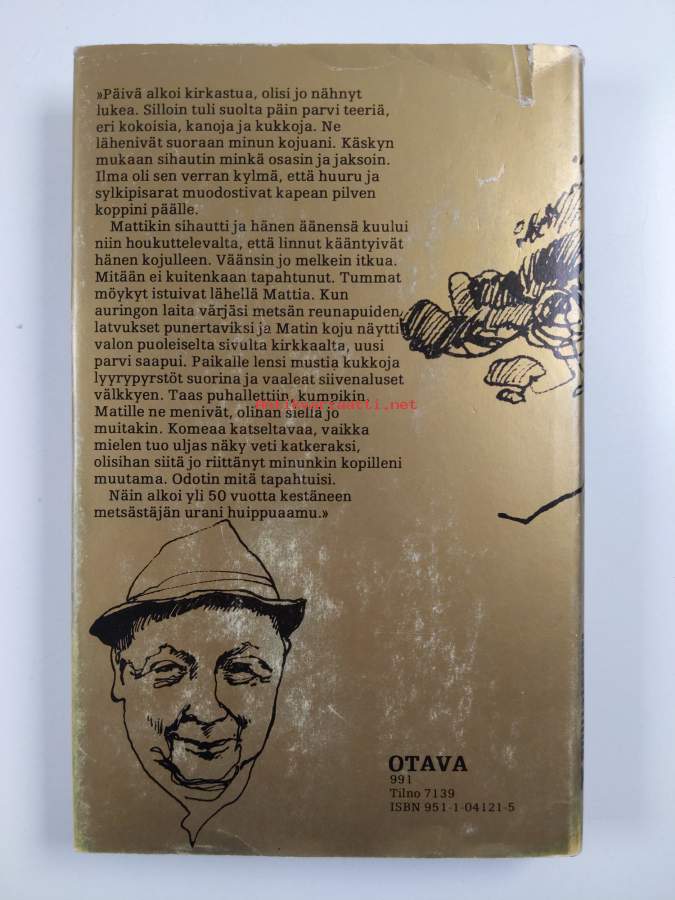 »Päivä alkoi kirkastua, olisi jo nähnyt
lukea. Silloin tuli suolta päin parvi teeriä,
eri kokoisia, kanoja ja kukkoja. Ne
lähenivät suoraan minun kojuani. Käskyn
mukaan sihautin minkä osasin ja jaksoin.
Ilma oli sen verran kylmä, että huuru ja
sylkipisarat muodostivat kapean pilven
koppini päälle.
Mattikin sihautti ja hänen äänensä kuului
niin houkuttelevalta, että linnut kääntyivät
hänen kojulleen. Väänsin jo melkein itkua.
Mitään ei kuitenkaan tapahtunut. Tummat
möykyt istuivat lähellä Mattia. Kun
auringon laita värjäsi metsän reunapuiden
latvukset punertaviksi ja Matin koju näytti
valon puoleiselta sivulta kirkkaalta, uusi
parvi saapui. Paikalle lensi mustia kukkoja
lyyrypyrstöt suorina ja vaaleat siivenaluset
välkkyen. Taas puhallettiin, kumpikin.
antikvariaatti.net
Matille ne menivät, olihan siellä jo
muitakin. Komeaa katseltavaa, vaikka
mielen tuo uljas näky veti katkeraksi,
olisihan siitä jo riittänyt minunkin kopilleni
muutama. Odotin mitä tapahtuisi.
Näin alkoi yli 50 vuotta kestäneen
metsästäjän urani huippuaamu.»
OTAVA
991
Tilno 7139
ISBN 951-1-04121-5